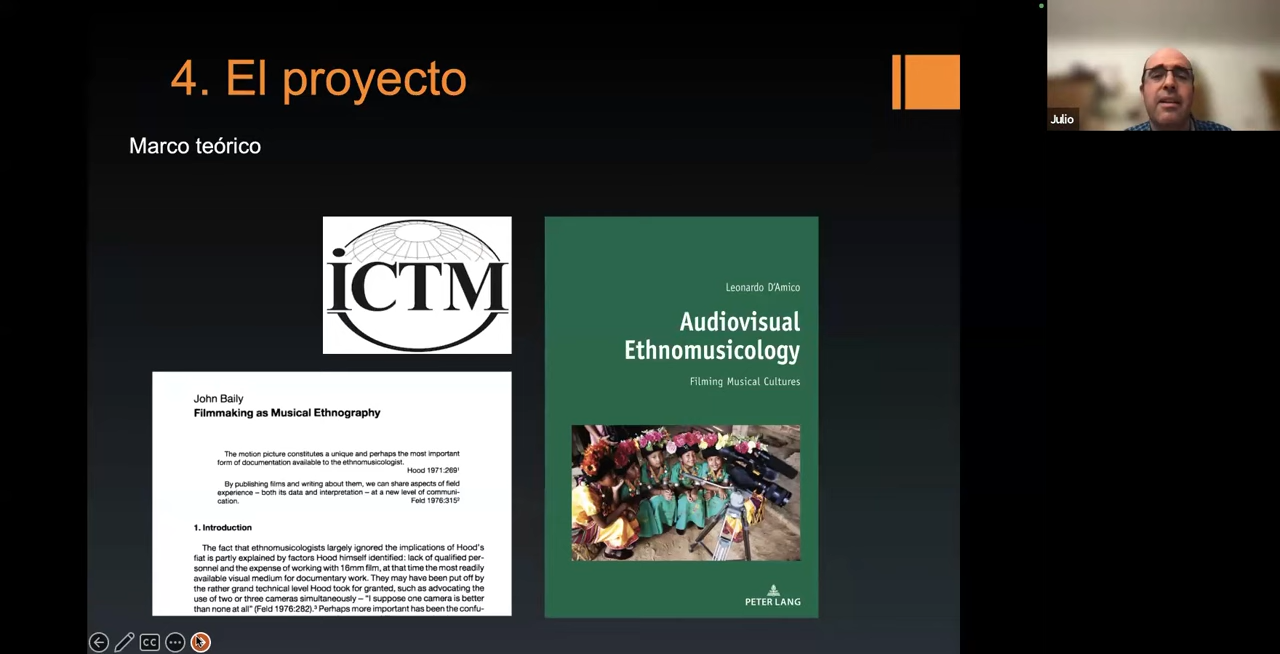 4. El proyecto
Marco teórico
ICTM
John Baily
Filmmaking as Musical Ethnography
The motion picture constitutes a unique and perhaps the most important
form of documentation available to the ethnomusicologist.
Hood 1971:269¹
By publishing films and writing about them, we can share aspects of field
experience – both its data and interpretation – at a new level of communi-
cation. Feld 1976:315²
1. Introduction
The fact that ethnomusicologists largely ignored the implications of Hood's
fiat is partly explained by factors Hood himself identified: lack of qualified per-
sonnel and the expense of working with 16mm film, at that time the most readily
available visual medium for documentary work. They may have been put off by
the rather grand technical level Hood took for granted, such as advocating the
use of two or three cameras simultaneously – "I suppose one camera is better
than none at all" (Feld 1976:282).³ Perhaps more important has been the confu-
Leonardo D'Amico
Audiovisual
Ethnomusicology
Filming Musical Cultures
PETER LANG
CC
Julio